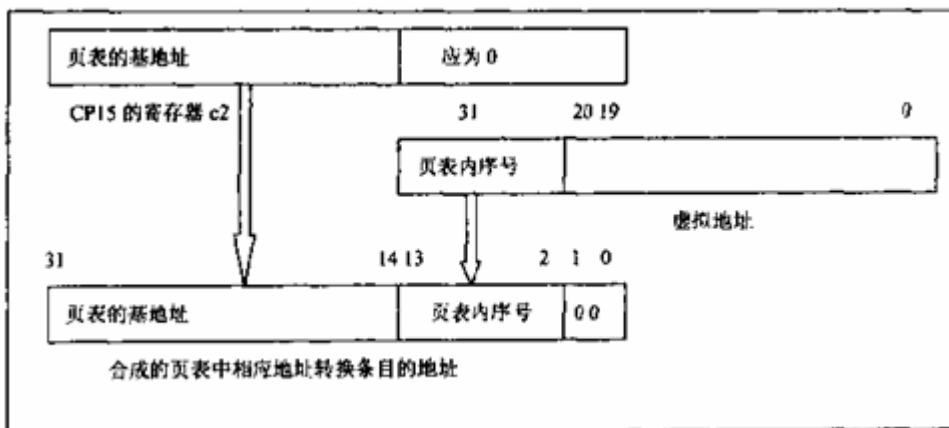 页表的基地址 应为 0
CP15 的寄存器 c2 31 20 19 0
页表内序号
虚拟地址
31 14 13 2 1 0
页表的基地址 页表内序号 0 0
合成的页表中相应地址转换条目的地址